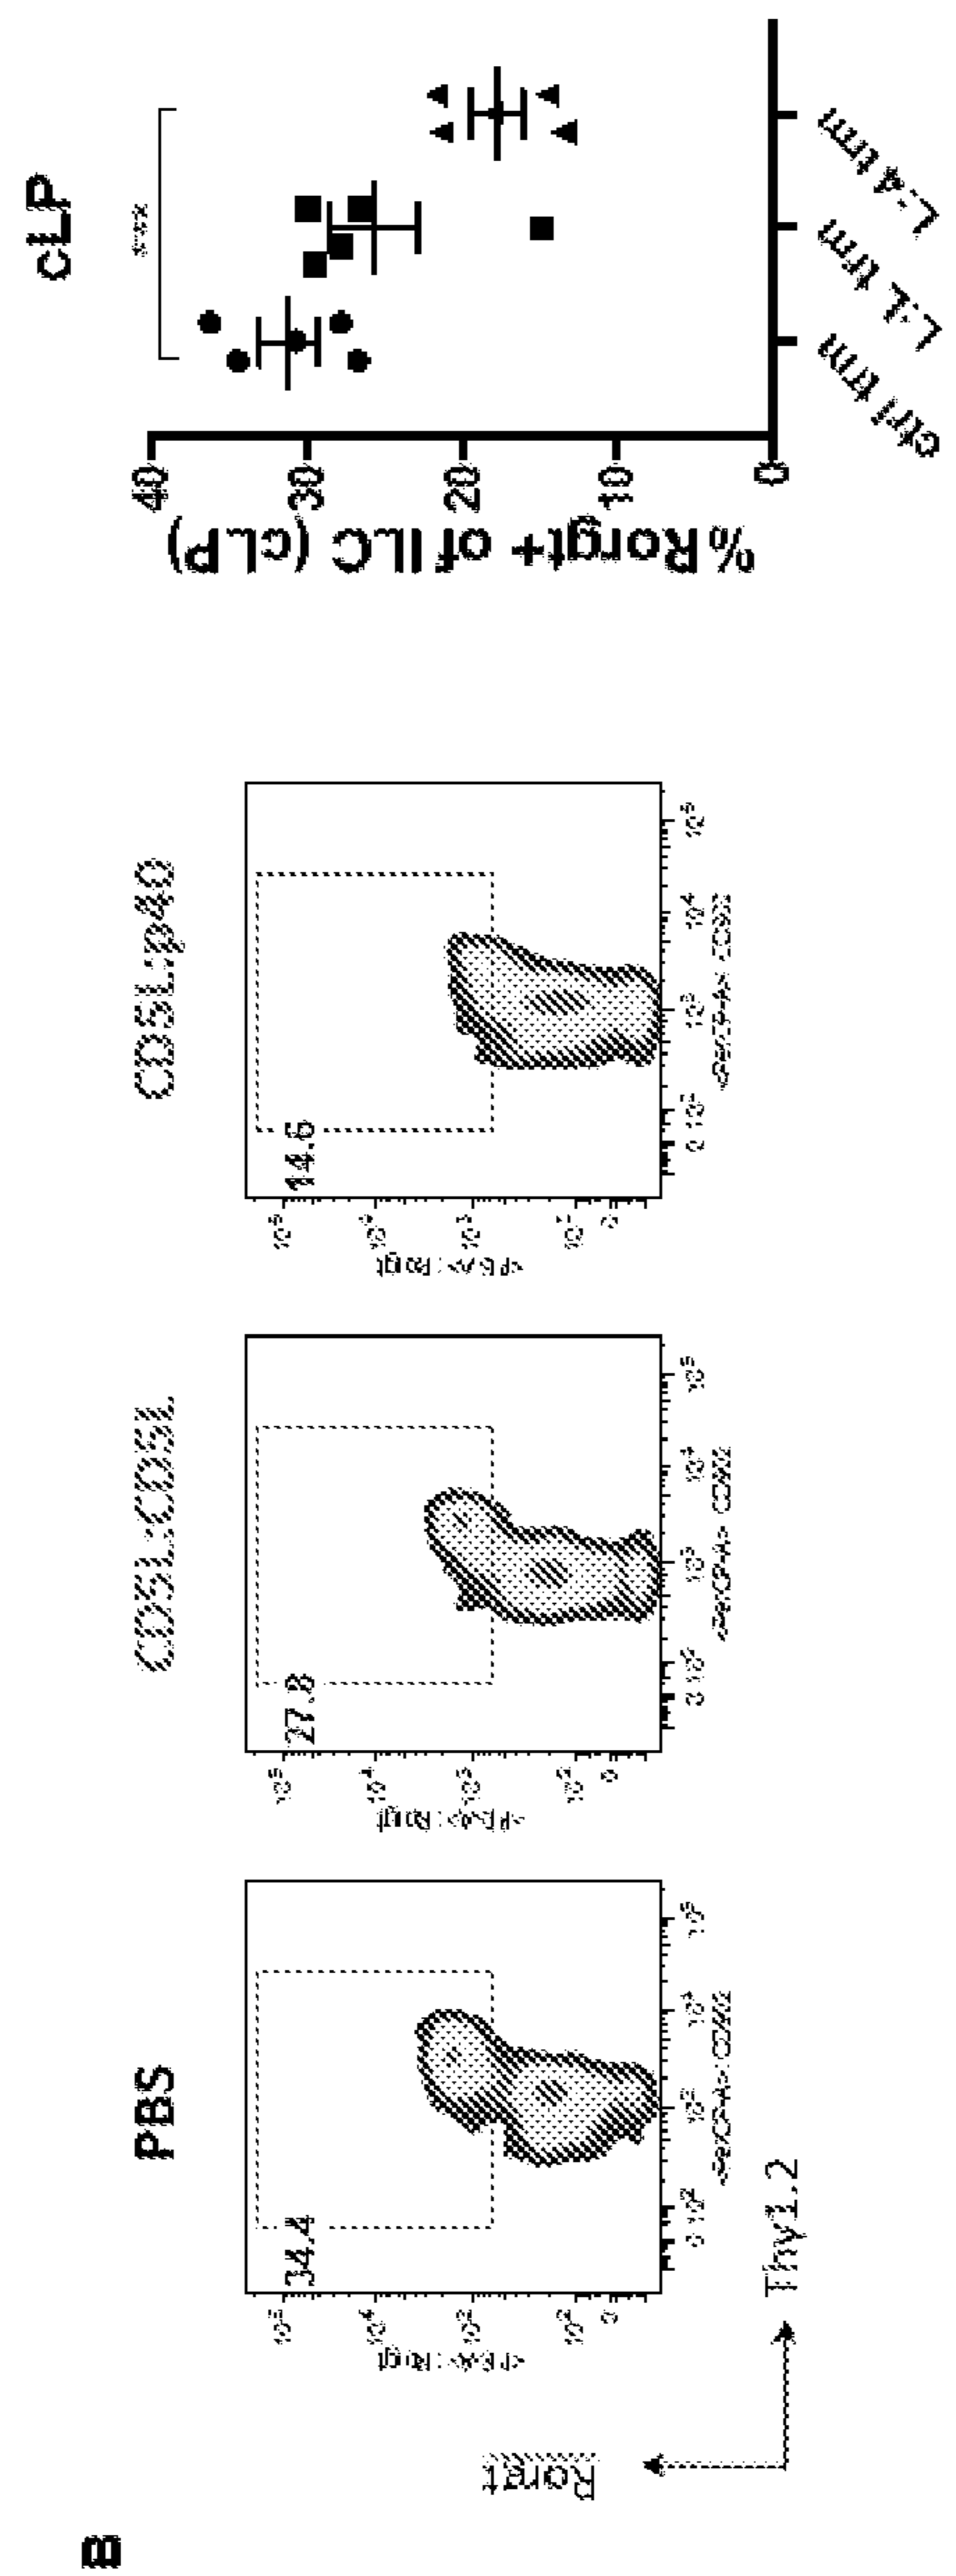 B
PBS
CD5L:CD5L
CD5L:p40
cLP
34.4
27.8
14.6
Rorgt
Thy1.2
% Rorgt+ of ILC (cLP)
40
30
20
10
0
ctrl trm
L:L trm
L:4 trm